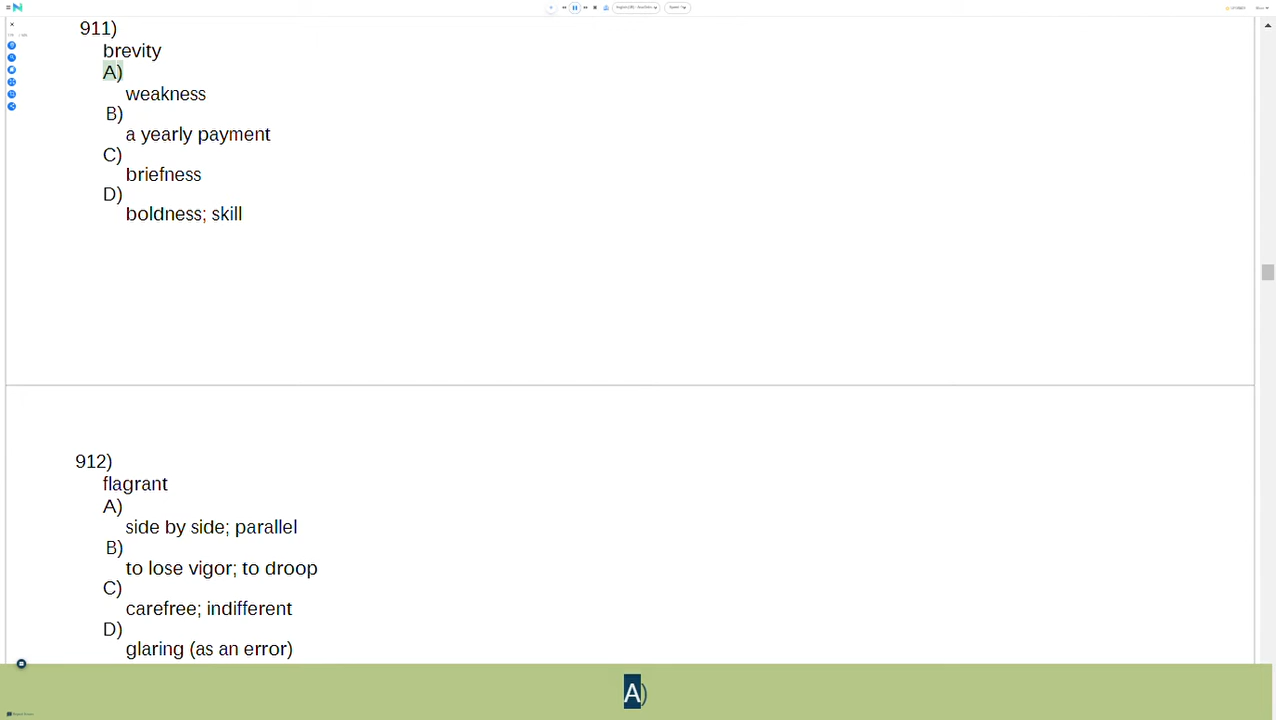 911)
brevity
A)
weakness
B)
a yearly payment
C)
briefness
D)
boldness; skill
912)
flagrant
A)
side by side; parallel
B)
to lose vigor; to droop
C)
carefree; indifferent
D)
glaring (as an error)
A)